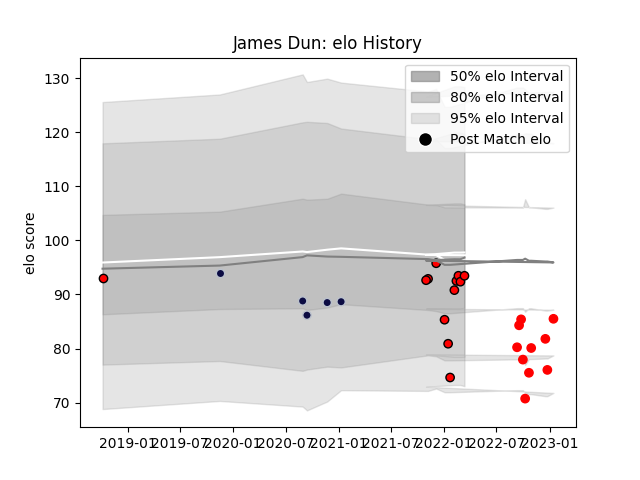 James Dun: elo History
50% elo Interval
80% elo Interval
95% elo Interval
Post Match elo
elo score
130
120
110
100
90
80
70
2019-01
2019-07
2020-01
2020-07
2021-01
2021-07
2022-01
2022-07
2023-01